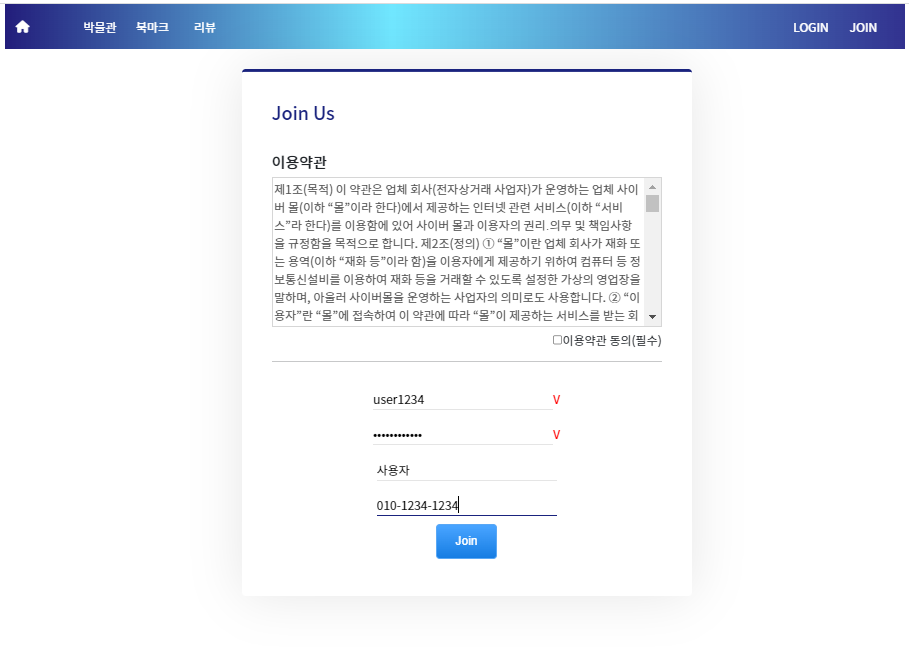 박물관 북마크 리뷰 LOGIN JOIN
Join Us
이용약관
제1조(목적) 이 약관은 업체 회사(전자상거래 사업자)가 운영하는 업체 사이
버 몰(이하 “몰”이라 한다)에서 제공하는 인터넷 관련 서비스(이하 “서비
스”라 한다)를 이용함에 있어 사이버 몰과 이용자의 권리.의무 및 책임사항
을 규정함을 목적으로 합니다. 제2조(정의) ① “몰”이란 업체 회사가 재화 또
는 용역(이하 “재화 등”이라 함)을 이용자에게 제공하기 위하여 컴퓨터 등 정
보통신설비를 이용하여 재화 등을 거래할 수 있도록 설정한 가상의 영업장을
말하며, 아울러 사이버몰을 운영하는 사업자의 의미로도 사용합니다. ② “이
용자”란 “몰”에 접속하여 이 약관에 따라 “몰”이 제공하는 서비스를 받는 회
이용약관 동의(필수)
user1234 V
•••••••••••• V
사용자
010-1234-1234
Join